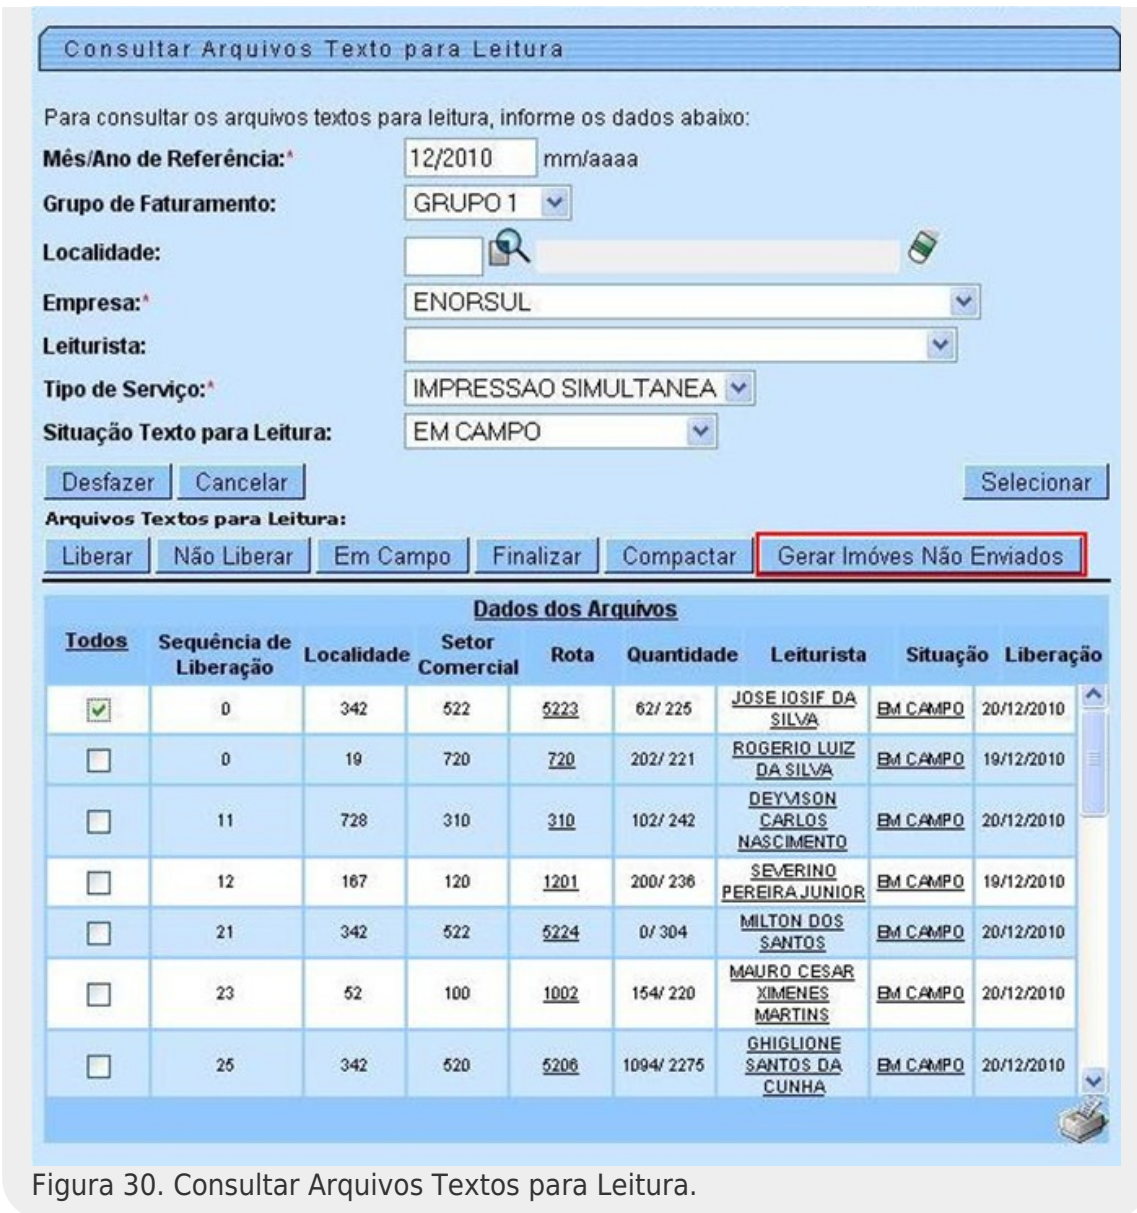 Consultar Arquivos Texto para Leitura
Para consultar os arquivos textos para leitura, informe os dados abaixo:
Mês/Ano de Referência:* 12/2010 mm/aaaa
Grupo de Faturamento: GRUPO 1
Localidade:
Empresa:* ENORSUL
Leiturista:
Tipo de Serviço:* IMPRESSAO SIMULTANEA
Situação Texto para Leitura: EM CAMPO
Desfazer Cancelar Selecionar
Arquivos Textos para Leitura:
Liberar Não Liberar Em Campo Finalizar Compactar Gerar Imóves Não Enviados
Dados dos Arquivos
Todos Sequência de Liberação Localidade Setor Comercial Rota Quantidade Leiturista Situação Liberação
0 342 522 5223 62/ 225 JOSE IOSIF DA SILVA EM CAMPO 20/12/2010
0 19 720 720 202/ 221 ROGERIO LUIZ DA SILVA EM CAMPO 19/12/2010
11 728 310 310 102/ 242 DEYVISON CARLOS NASCIMENTO EM CAMPO 20/12/2010
12 167 120 1201 200/ 236 SEVERINO PEREIRA JUNIOR EM CAMPO 19/12/2010
21 342 522 5224 0/ 304 MILTON DOS SANTOS EM CAMPO 20/12/2010
23 52 100 1002 154/ 220 MAURO CESAR XIMENES MARTINS EM CAMPO 20/12/2010
25 342 520 5206 1094/ 2275 GHIGLIONE SANTOS DA CUNHA EM CAMPO 20/12/2010
Figura 30. Consultar Arquivos Textos para Leitura.